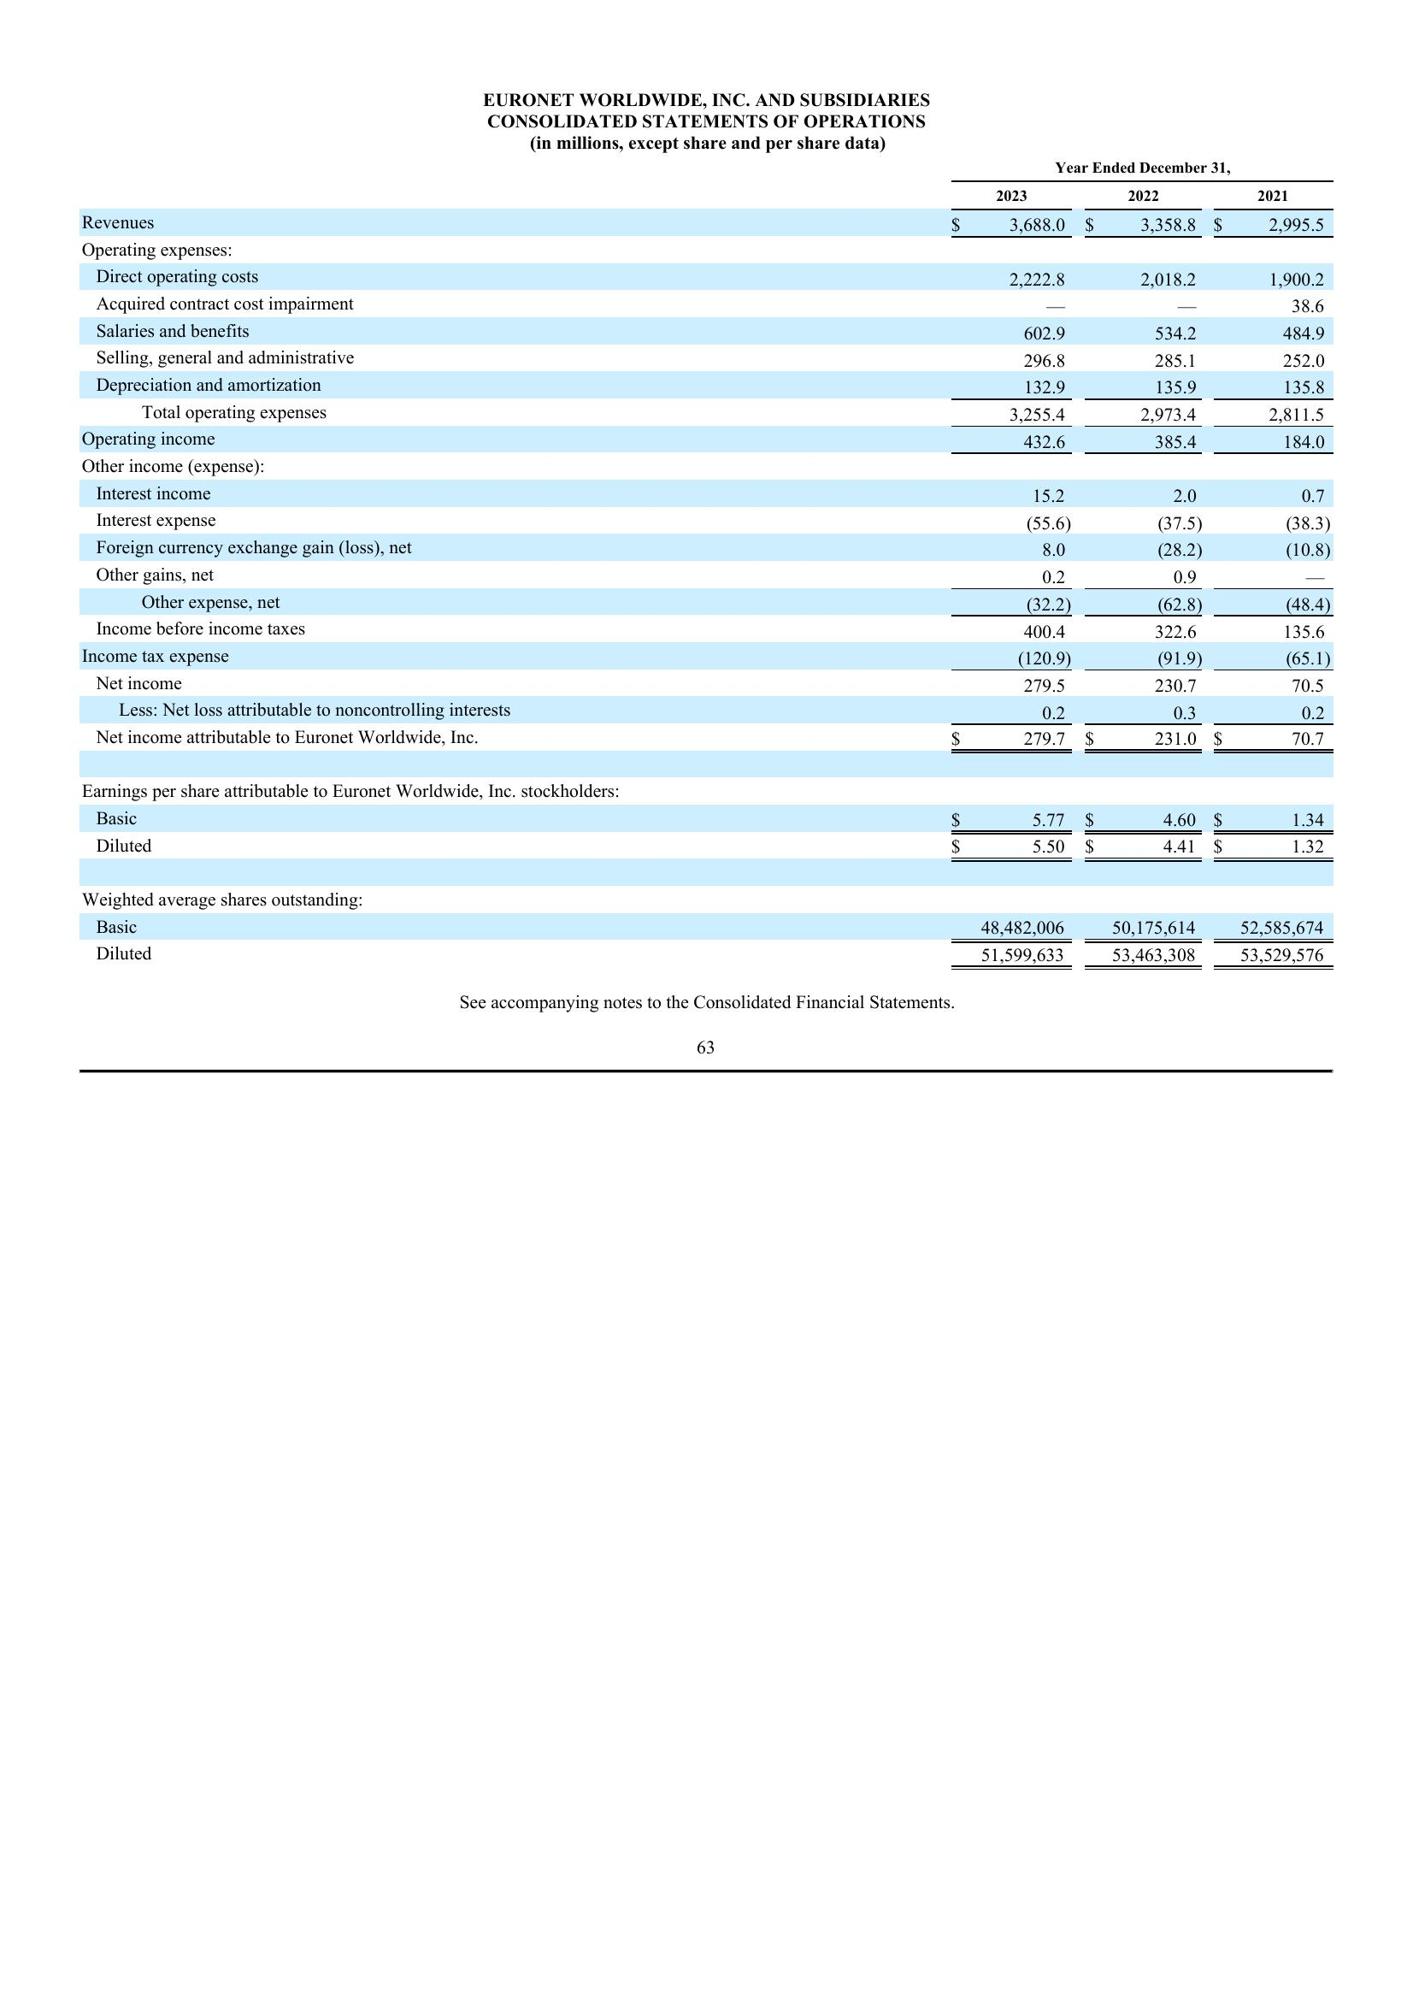 EURONET WORLDWIDE, INC. AND SUBSIDIARIES
CONSOLIDATED STATEMENTS OF OPERATIONS
(in millions, except share and per share data)
Year Ended December 31,
2023 2022 2021
Revenues $ 3,688.0 $ 3,358.8 $ 2,995.5
Operating expenses:
Direct operating costs 2,222.8 2,018.2 1,900.2
Acquired contract cost impairment — — 38.6
Salaries and benefits 602.9 534.2 484.9
Selling, general and administrative 296.8 285.1 252.0
Depreciation and amortization 132.9 135.9 135.8
Total operating expenses 3,255.4 2,973.4 2,811.5
Operating income 432.6 385.4 184.0
Other income (expense):
Interest income 15.2 2.0 0.7
Interest expense (55.6) (37.5) (38.3)
Foreign currency exchange gain (loss), net 8.0 (28.2) (10.8)
Other gains, net 0.2 0.9 —
Other expense, net (32.2) (62.8) (48.4)
Income before income taxes 400.4 322.6 135.6
Income tax expense (120.9) (91.9) (65.1)
Net income 279.5 230.7 70.5
Less: Net loss attributable to noncontrolling interests 0.2 0.3 0.2
Net income attributable to Euronet Worldwide, Inc. $ 279.7 $ 231.0 $ 70.7
Earnings per share attributable to Euronet Worldwide, Inc. stockholders:
Basic $ 5.77 $ 4.60 $ 1.34
Diluted $ 5.50 $ 4.41 $ 1.32
Weighted average shares outstanding:
Basic 48,482,006 50,175,614 52,585,674
Diluted 51,599,633 53,463,308 53,529,576
See accompanying notes to the Consolidated Financial Statements.
63